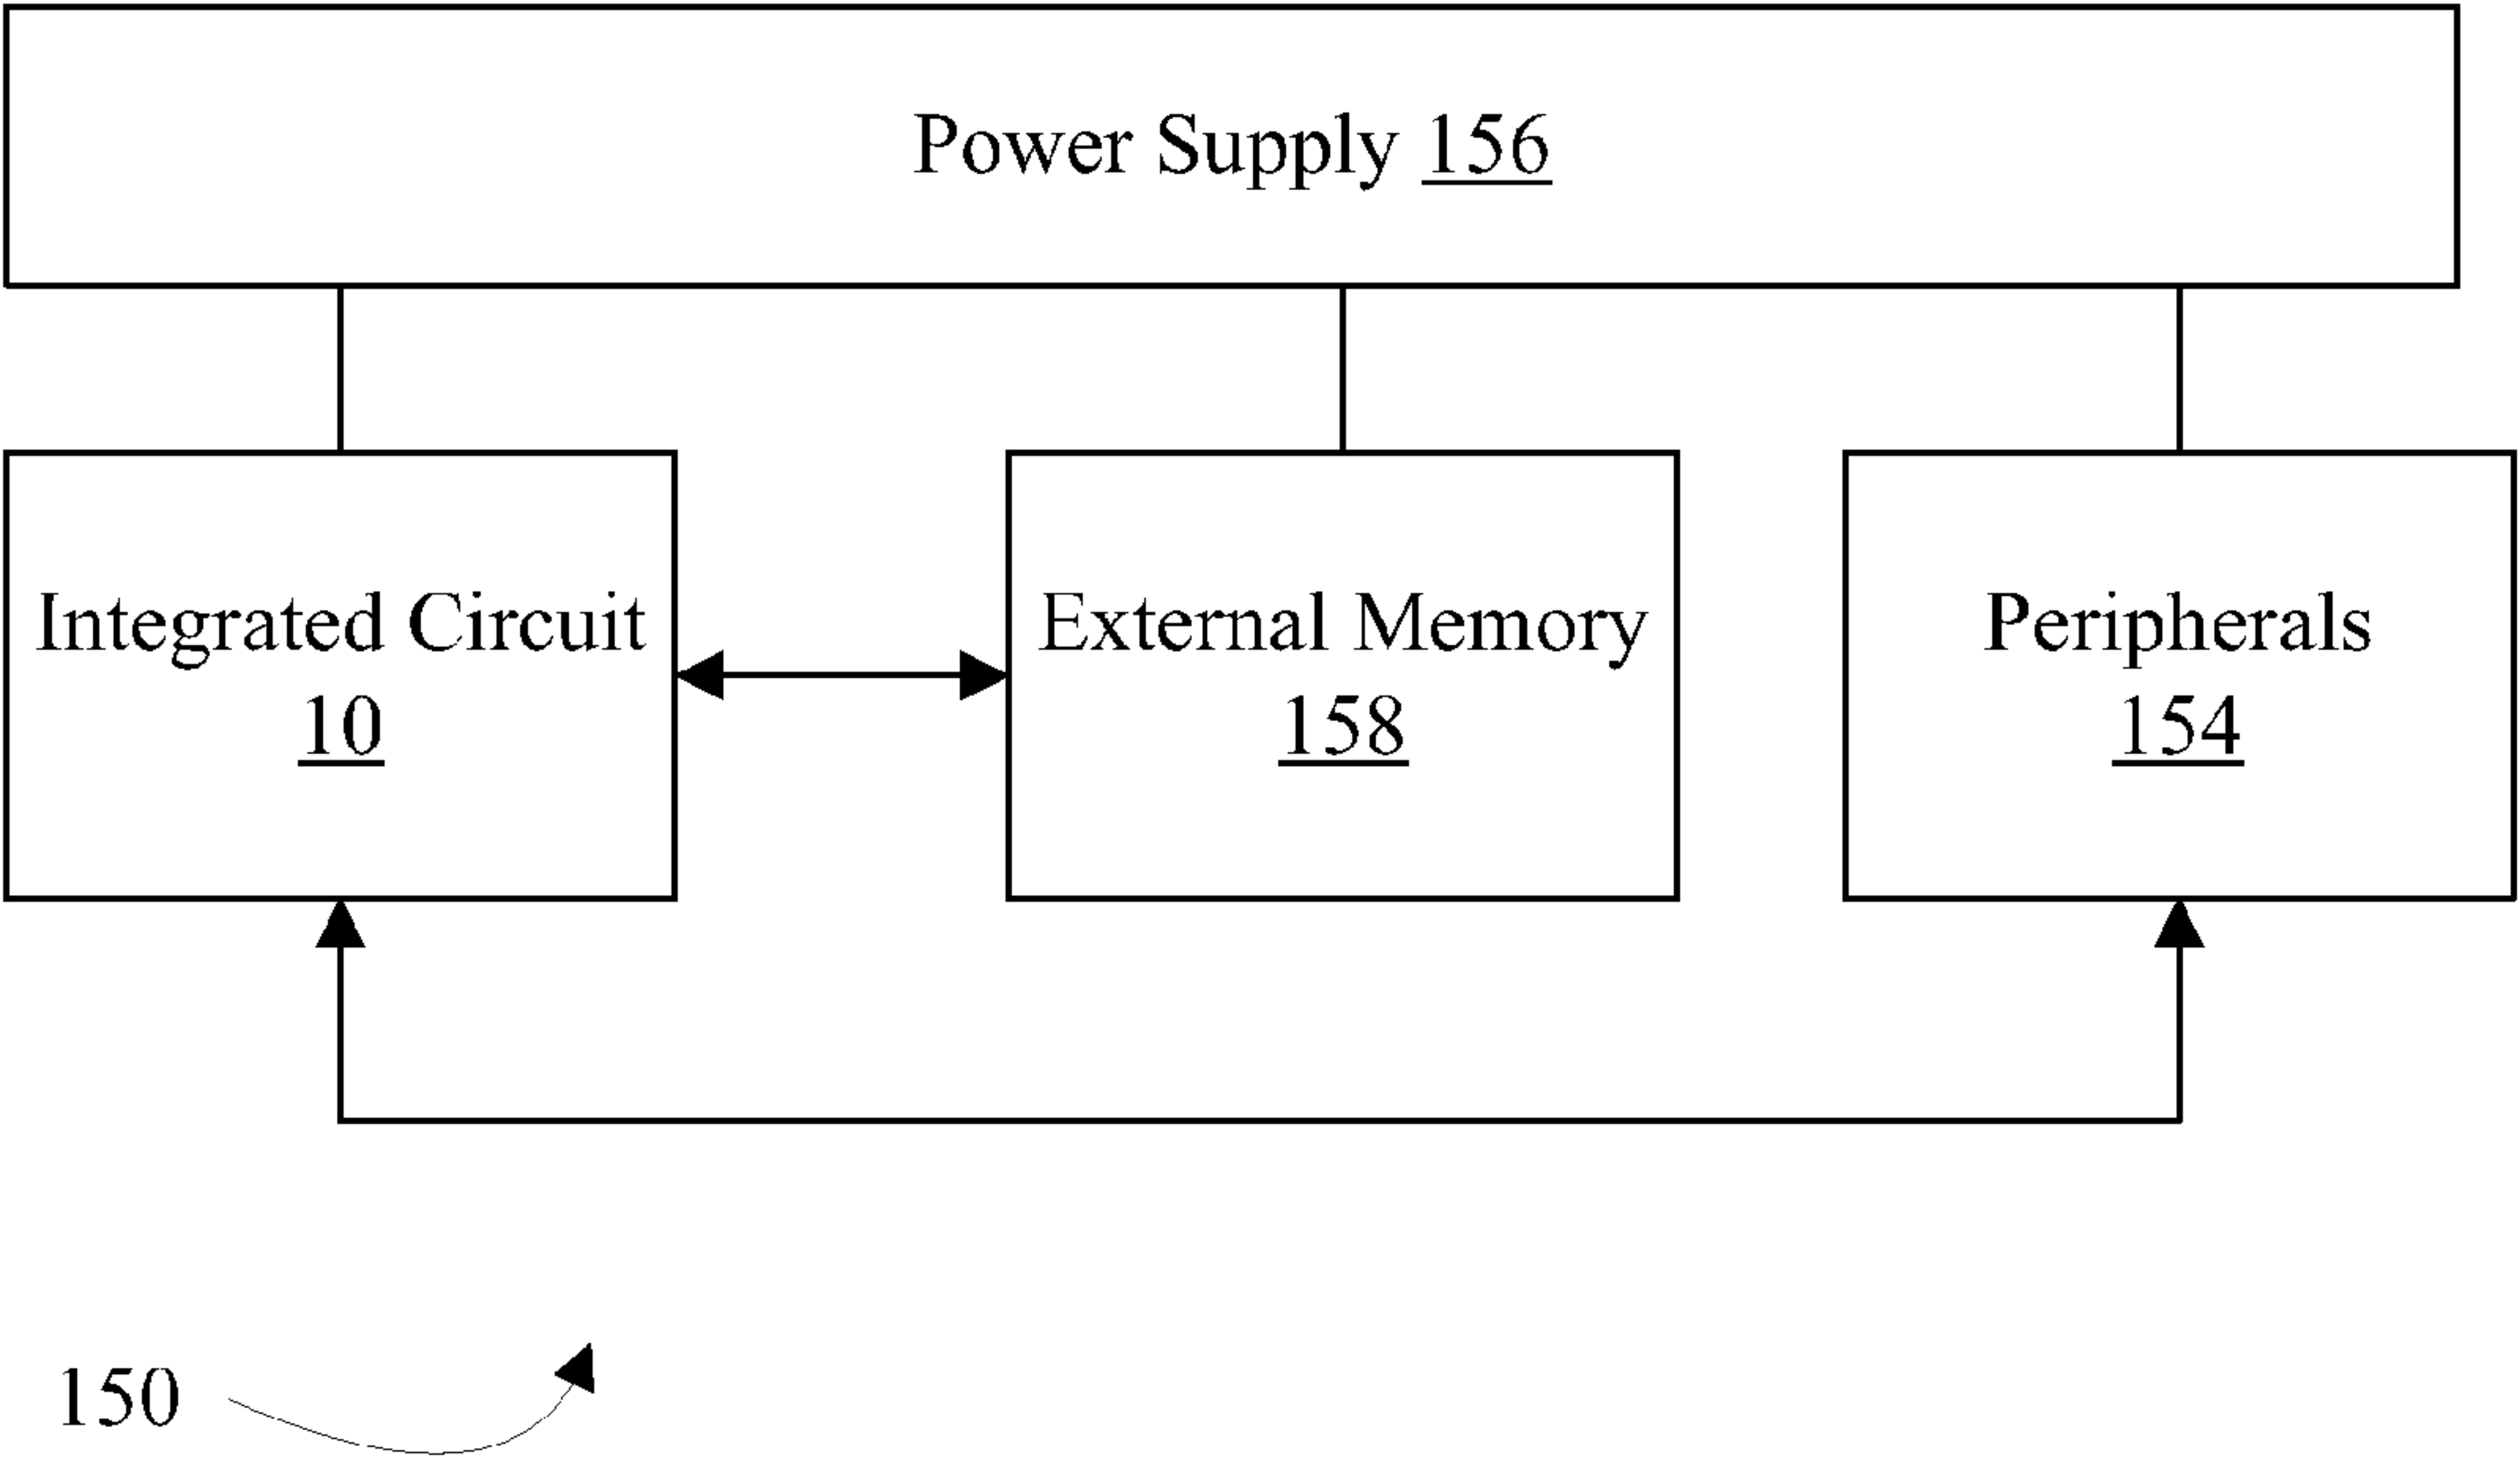 Power Supply 156
Integrated Circuit
10
External Memory
158
Peripherals
154
150